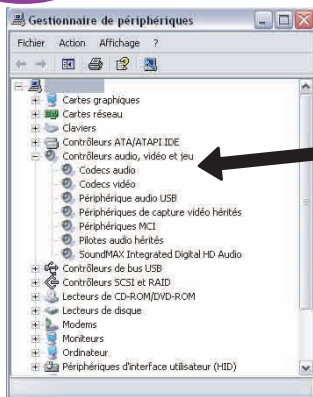 Gestionnaire de périphériques
Fichier Action Affichage ?
Cartes graphiques
Cartes réseau
Claviers
Contrôleurs ATA/ATAPI IDE
Contrôleurs audio, vidéo et jeu
Codecs audio
Codecs vidéo
Périphérique audio USB
Périphériques de capture vidéo hérités
Périphériques MCI
Pilotes audio hérités
SoundMAX Integrated Digital HD Audio
Contrôleurs de bus USB
Contrôleurs SCSI et RAID
Lecteurs de CD-ROM/DVD-ROM
Lecteurs de disque
Modems
Moniteurs
Ordinateur
Périphériques d'interface utilisateur (HID)